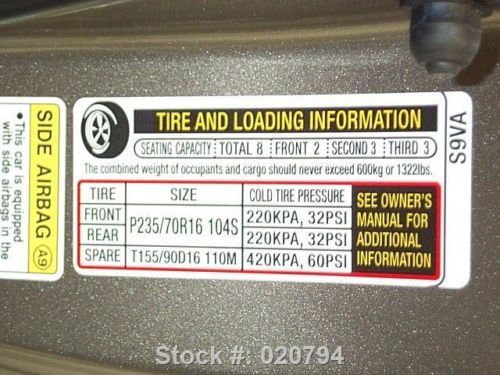 SIDE AIRBAG A9
• This car is equipped
with side airbags in the
TIRE AND LOADING INFORMATION
SEATING CAPACITY TOTAL 8 FRONT 2 SECOND 3 THIRD 3
The combined weight of occupants and cargo should never exceed 600kg or 1322lbs.
TIRE SIZE COLD TIRE PRESSURE
FRONT P235/70R16 104S 220KPA, 32PSI
REAR 220KPA, 32PSI
SPARE T155/90D16 110M 420KPA, 60PSI
SEE OWNER'S
MANUAL FOR
ADDITIONAL
INFORMATION
S9VA
Stock #: 020794